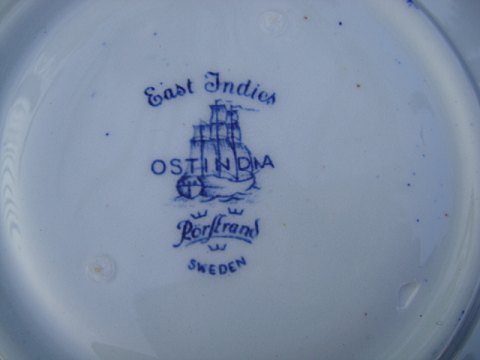 East Indies
OSTINDIA
Rörstrand
SWEDEN